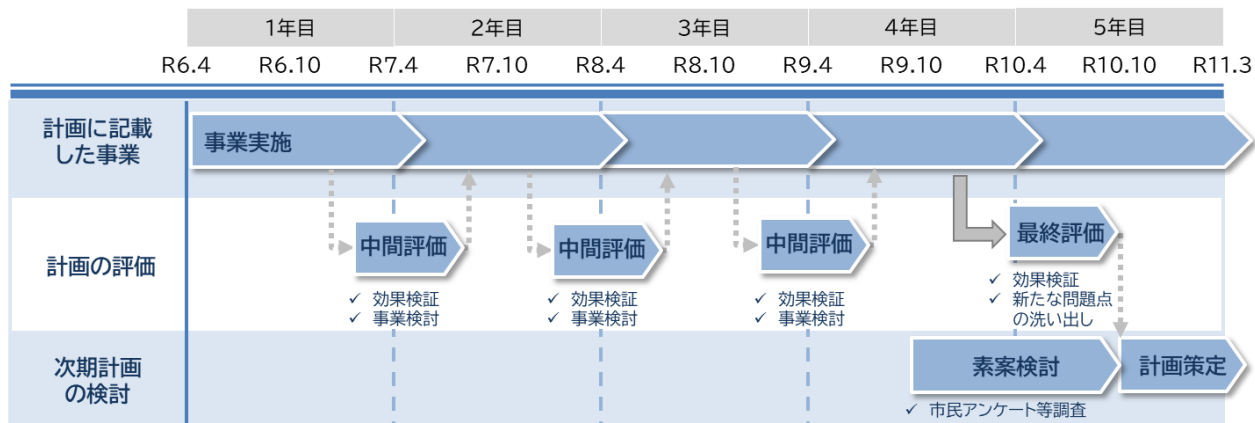 1年目 2年目 3年目 4年目 5年目
R6.4 R6.10 R7.4 R7.10 R8.4 R8.10 R9.4 R9.10 R10.4 R10.10 R11.3
計画に記載
した事業
事業実施
計画の評価
中間評価
✓ 効果検証
✓ 事業検討
中間評価
✓ 効果検証
✓ 事業検討
中間評価
✓ 効果検証
✓ 事業検討
最終評価
✓ 効果検証
✓ 新たな問題点
の洗い出し
次期計画
の検討
素案検討
✓ 市民アンケート等調査
計画策定